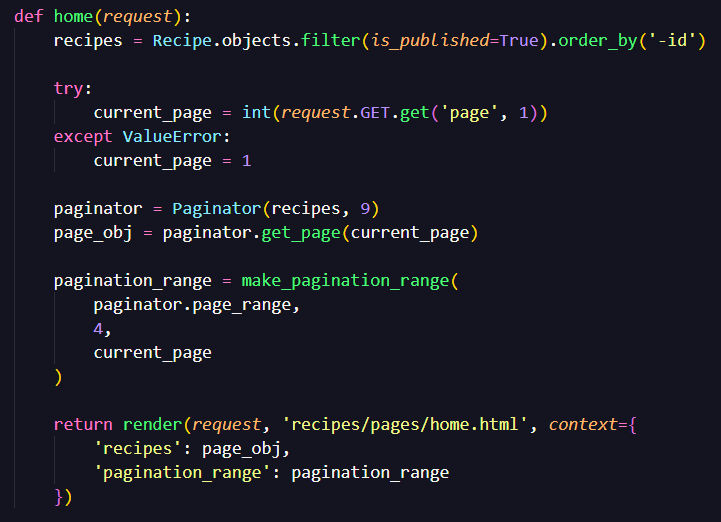 def home(request):
    recipes = Recipe.objects.filter(is_published=True).order_by('-id')

    try:
        current_page = int(request.GET.get('page', 1))
    except ValueError:
        current_page = 1

    paginator = Paginator(recipes, 9)
    page_obj = paginator.get_page(current_page)

    pagination_range = make_pagination_range(
        paginator.page_range,
        4,
        current_page
    )

    return render(request, 'recipes/pages/home.html', context={
        'recipes': page_obj,
        'pagination_range': pagination_range
    })